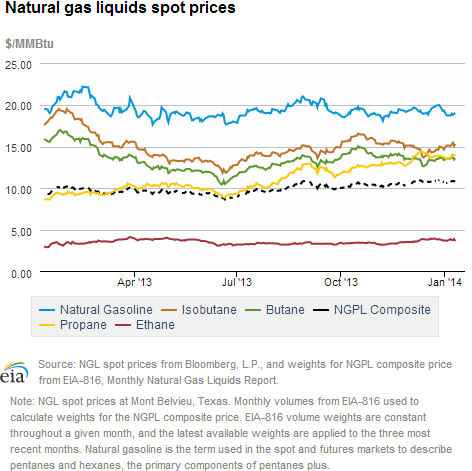 Natural gas liquids spot prices
$/MMBtu
25.00
20.00
15.00
10.00
5.00
0.00
Apr '13
Jul '13
Oct '13
Jan '14
Natural Gasoline
Isobutane
Butane
NGPL Composite
Propane
Ethane
eia
Source: NGL spot prices from Bloomberg, L.P., and weights for NGPL composite price
from EIA-816, Monthly Natural Gas Liquids Report.
Note: NGL spot prices at Mont Belvieu, Texas. Monthly volumes from EIA-816 used to
calculate weights for the NGPL composite price. EIA-816 volume weights are constant
throughout a given month, and the latest available weights are applied to the three most
recent months. Natural gasoline is the term used in the spot and futures markets to describe
pentanes and hexanes, the primary components of pentanes plus.